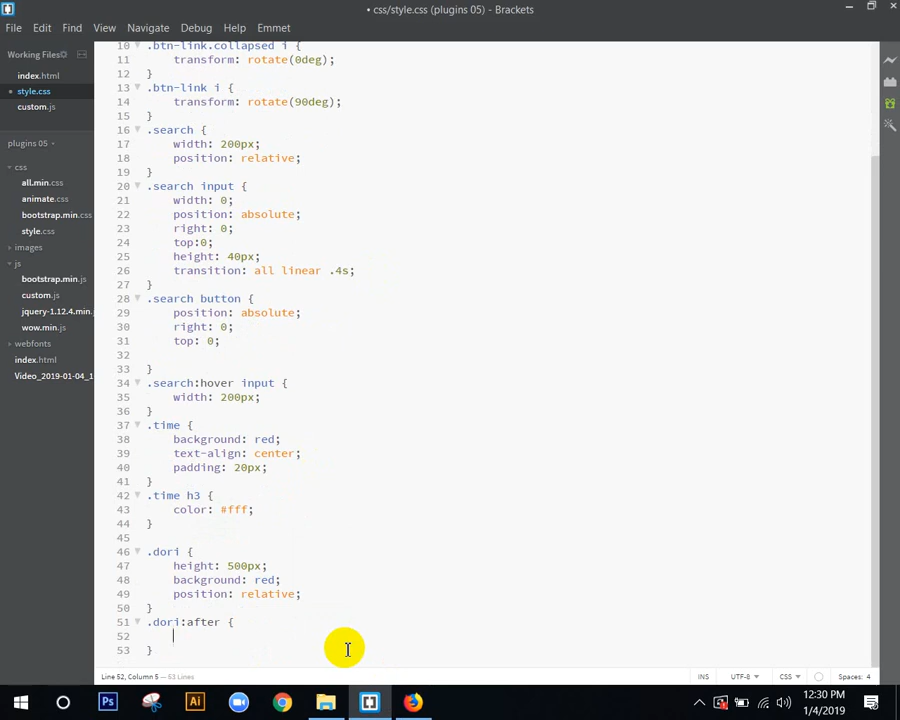 • css/style.css (plugins 05) - Brackets
File Edit Find View Navigate Debug Help Emmet
Working Files
index.html
• style.css
custom.js
plugins 05
css
all.min.css
animate.css
bootstrap.min.css
style.css
images
js
bootstrap.min.js
custom.js
jquery-1.12.4.min.
wow.min.js
webfonts
index.html
Video_2019-01-04_1
10 .btn-link.collapsed i {
11 transform: rotate(0deg);
12 }
13 .btn-link i {
14 transform: rotate(90deg);
15 }
16 .search {
17 width: 200px;
18 position: relative;
19 }
20 .search input {
21 width: 0;
22 position: absolute;
23 right: 0;
24 top:0;
25 height: 40px;
26 transition: all linear .4s;
27 }
28 .search button {
29 position: absolute;
30 right: 0;
31 top: 0;
32
33 }
34 .search:hover input {
35 width: 200px;
36 }
37 .time {
38 background: red;
39 text-align: center;
40 padding: 20px;
41 }
42 .time h3 {
43 color: #fff;
44 }
45
46 .dori {
47 height: 500px;
48 background: red;
49 position: relative;
50 }
51 .dori:after {
52
53 }
Line 52, Column 5 — 53 Lines
INS UTF-8 CSS Spaces: 4
Ps Ai
12:30 PM
1/4/2019